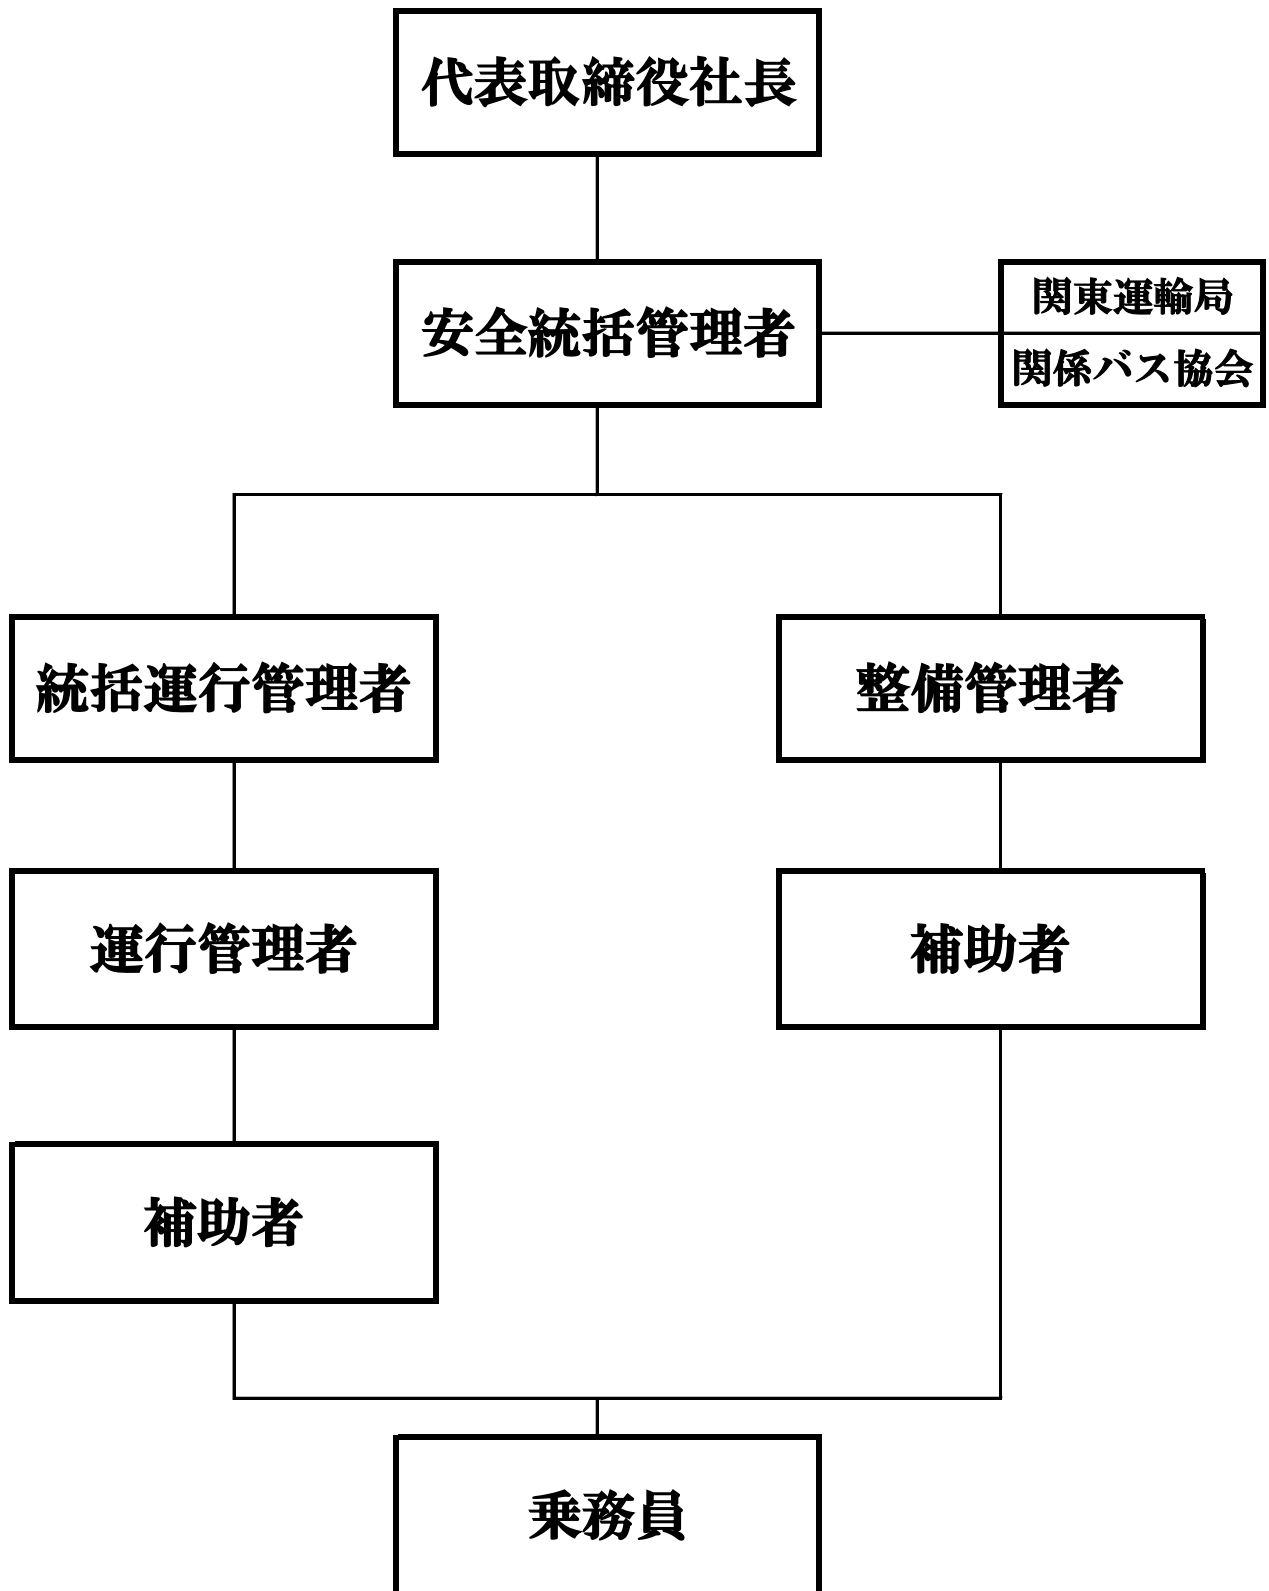 代表取締役社長
安全統括管理者
関東運輸局
関係バス協会
統括運行管理者
整備管理者
運行管理者
補助者
補助者
乗務員